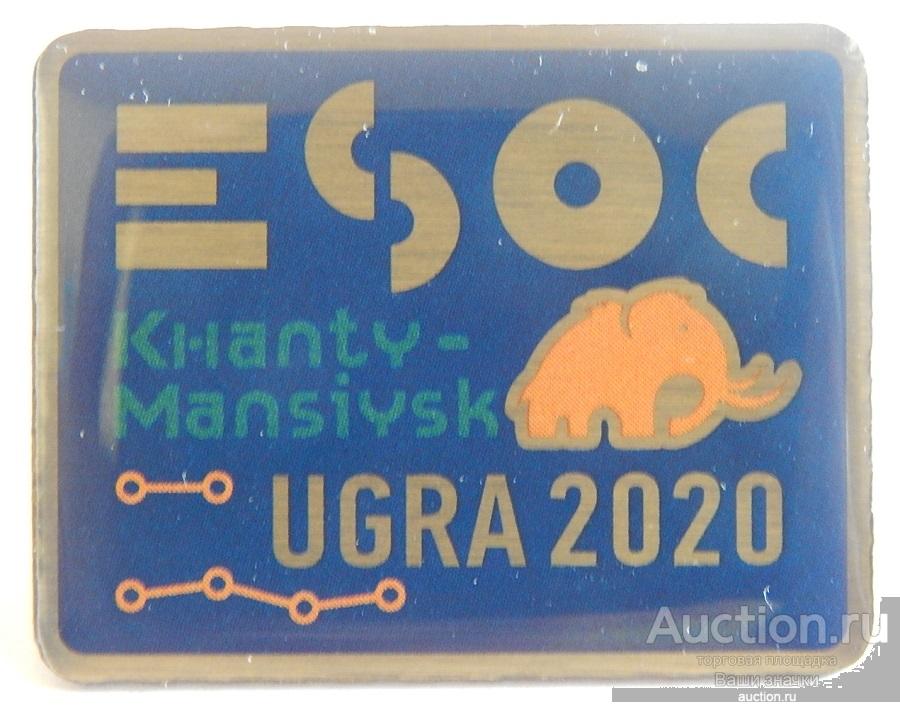 ESOC
Khanty-
Mansiysk
UGRA 2020
Auction.ru
торговая площадка
Ваши значки
auction.ru